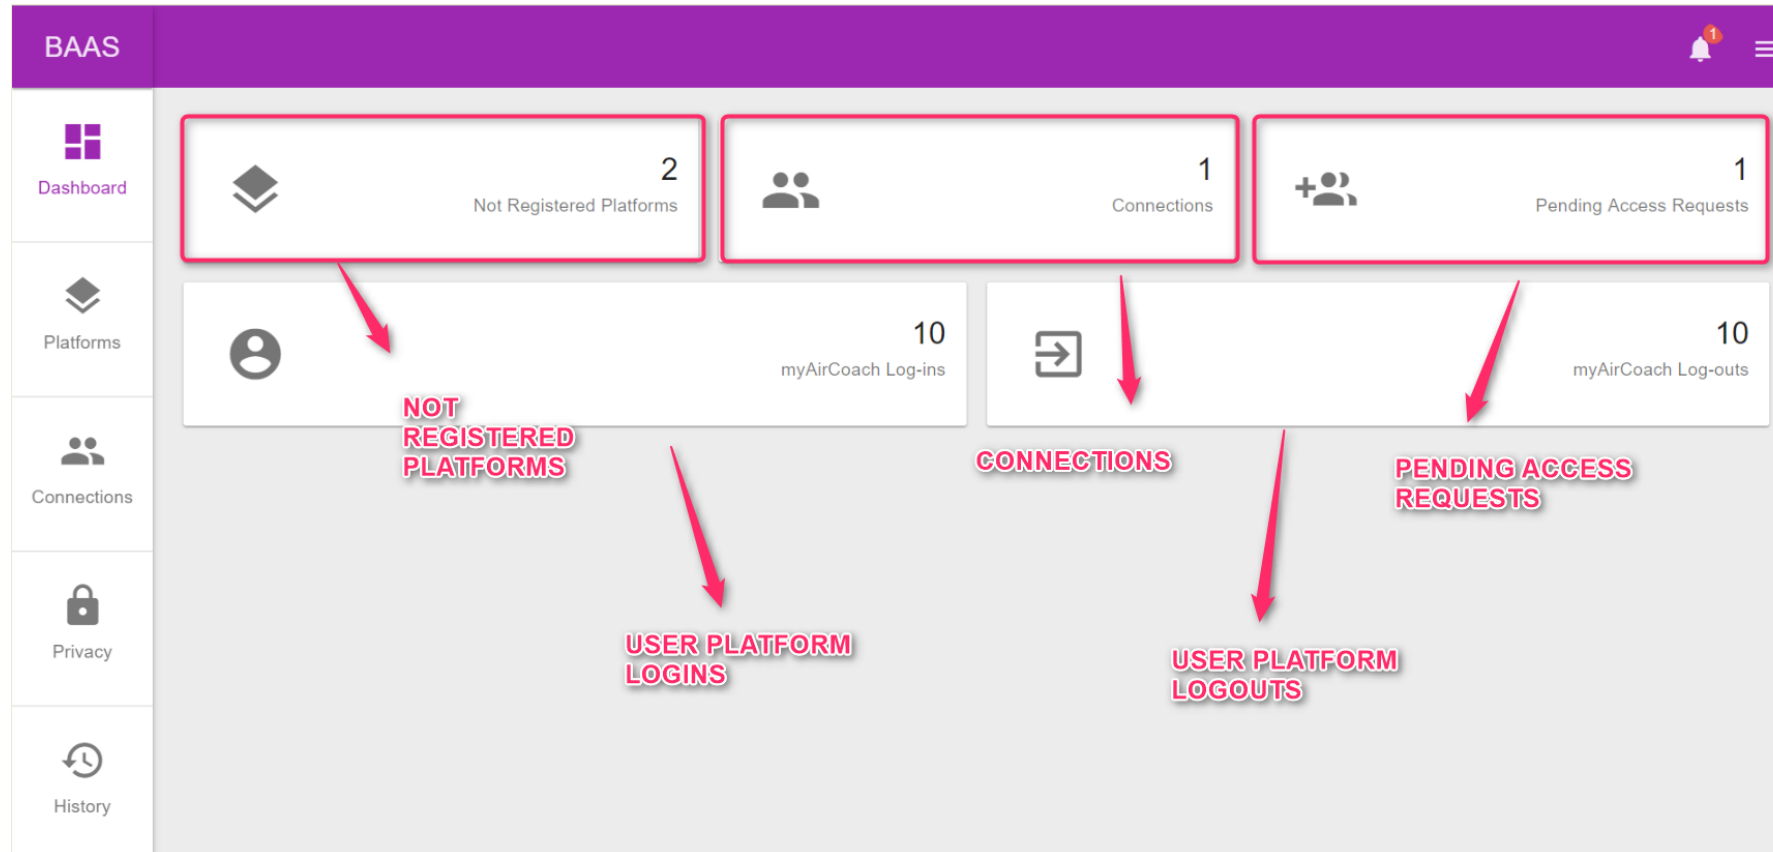 BAAS
1
Dashboard
2
Not Registered Platforms
1
Connections
1
Pending Access Requests
Platforms
10
myAirCoach Log-ins
10
myAirCoach Log-outs
NOT
REGISTERED
PLATFORMS
CONNECTIONS
PENDING ACCESS
REQUESTS
Connections
USER PLATFORM
LOGINS
USER PLATFORM
LOGOUTS
Privacy
History